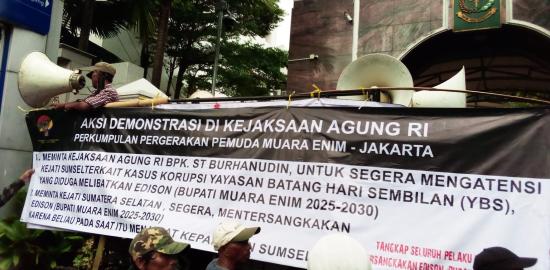 AKSI DEMONSTRASI DI KEJAKSAAN AGUNG RI
PERKUMPULAN PERGERAKAN PEMUDA MUARA ENIM - JAKARTA
1. MEMINTA KEJAKSAAN AGUNG RI BPK. ST BURHANUDIN, UNTUK SEGERA MENGATENSI
KEJATI SUMSELTERKAIT KASUS KORUPSI YAYASAN BATANG HARI SEMBILAN (YBS),
YANG DIDUGA MELIBATKAN EDISON (BUPATI MUARA ENIM 2025-2030)
2. MEMINTA KEJATI SUMATERA SELATAN, SEGERA, MENTERSANGKAKAN
EDISON (BUPATI MUARA ENIM 2025-2030)
KARENA BELIAU PADA SAAT ITU SUMSEL
TANGKAP SELURUH PELAKU